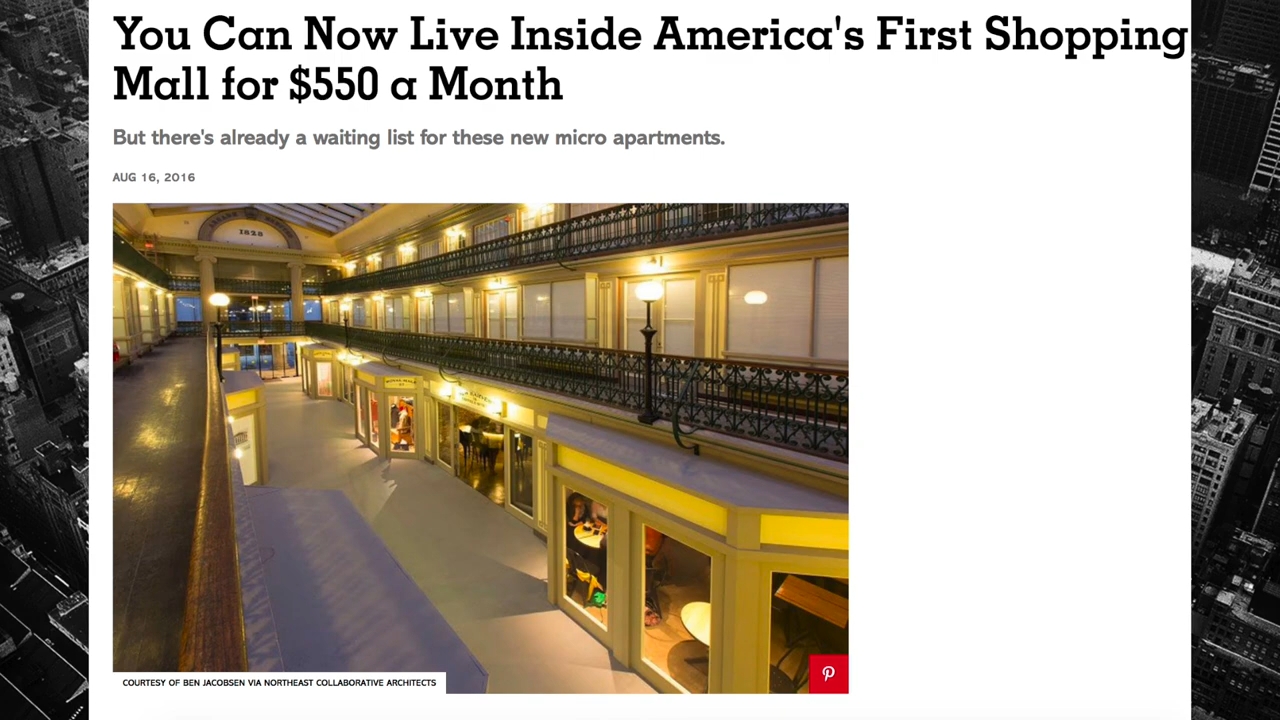 You Can Now Live Inside America's First Shopping
Mall for $550 a Month
But there's already a waiting list for these new micro apartments.
AUG 16, 2016
1828
COURTESY OF BEN JACOBSEN VIA NORTHEAST COLLABORATIVE ARCHITECTS